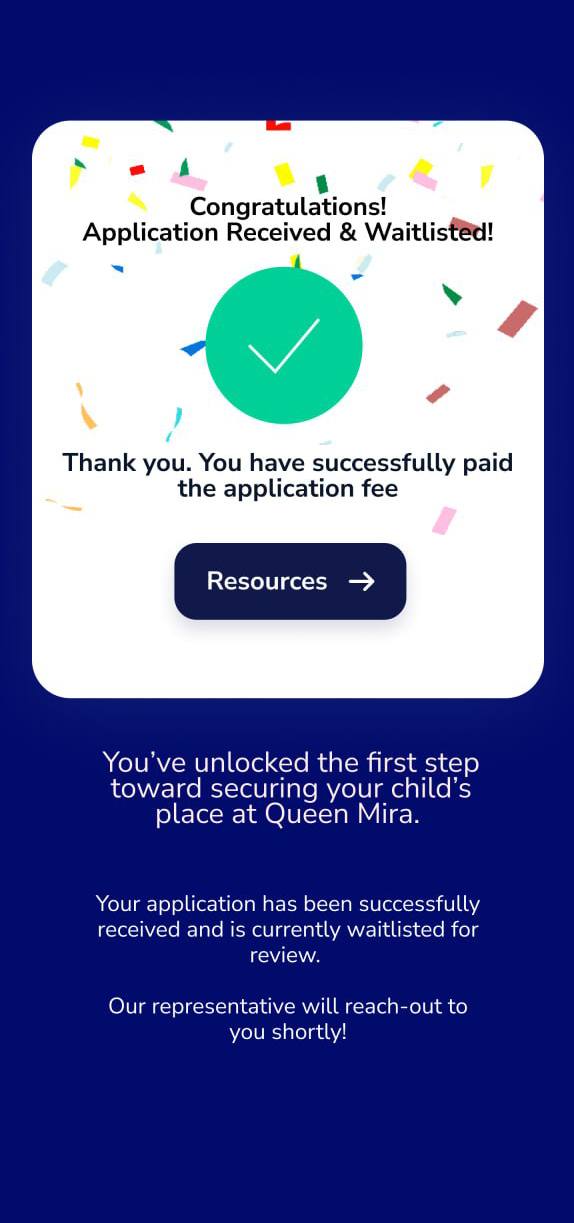 Congratulations!
Application Received & Waitlisted!
Thank you. You have successfully paid
the application fee
Resources
You’ve unlocked the first step
toward securing your child’s
place at Queen Mira.
Your application has been successfully
received and is currently waitlisted for
review.
Our representative will reach-out to
you shortly!